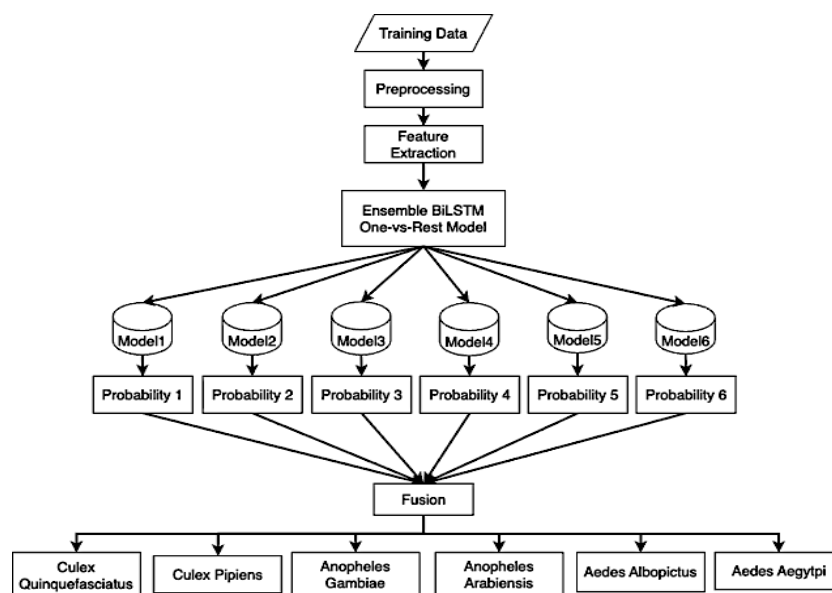 Training Data
Preprocessing
Feature
Extraction
Ensemble BiLSTM
One-vs-Rest Model
Model1 Model2 Model3 Model4 Model5 Model6
Probability 1 Probability 2 Probability 3 Probability 4 Probability 5 Probability 6
Fusion
Culex
Quinquefasciatus
Culex Pipiens
Anopheles
Gambiae
Anopheles
Arabiensis
Aedes Albopictus
Aedes Aegytpi